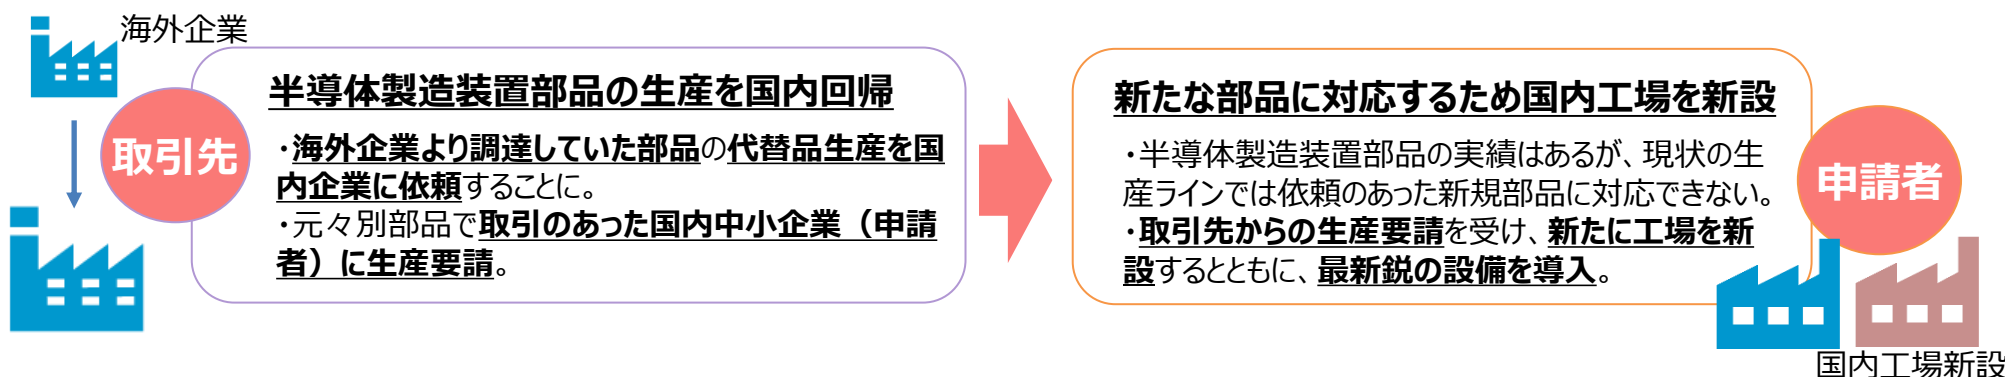 海外企業
取引先
半導体製造装置部品の生産を国内回帰
・海外企業より調達していた部品の代替品生産を国
内企業に依頼することに。
・元々別部品で取引のあった国内中小企業（申請
者）に生産要請。
新たな部品に対応するため国内工場を新設
・半導体製造装置部品の実績はあるが、現状の生
産ラインでは依頼のあった新規部品に対応できない。
・取引先からの生産要請を受け、新たに工場を新
設するとともに、最新鋭の設備を導入。
申請者
国内工場新設